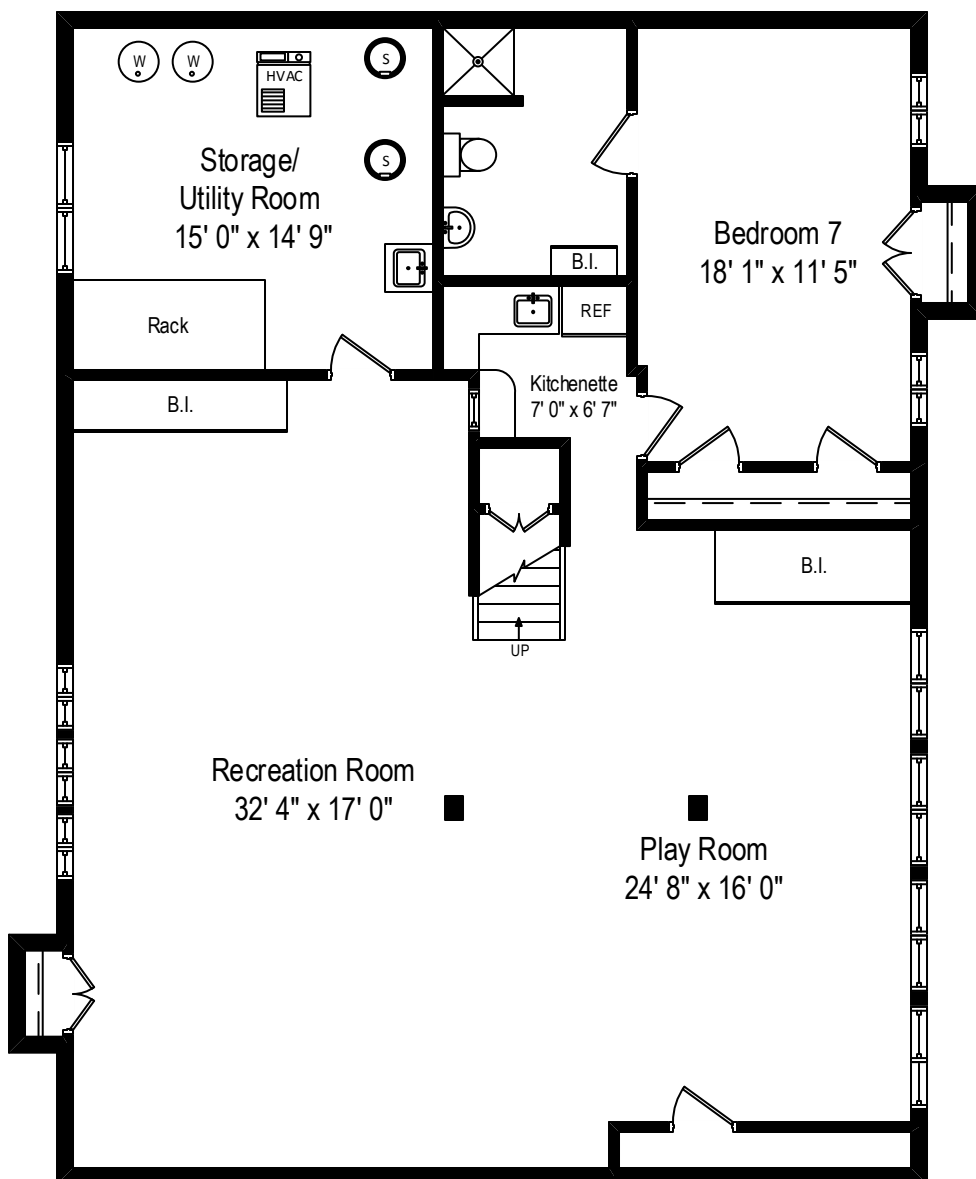 W
W
HVAC
S
S
Storage/
Utility Room
15' 0" x 14' 9"
Rack
B.I.
B.I.
REF
Kitchenette
7' 0" x 6' 7"
Bedroom 7
18' 1" x 11' 5"
B.I.
UP
Recreation Room
32' 4" x 17' 0"
Play Room
24' 8" x 16' 0"